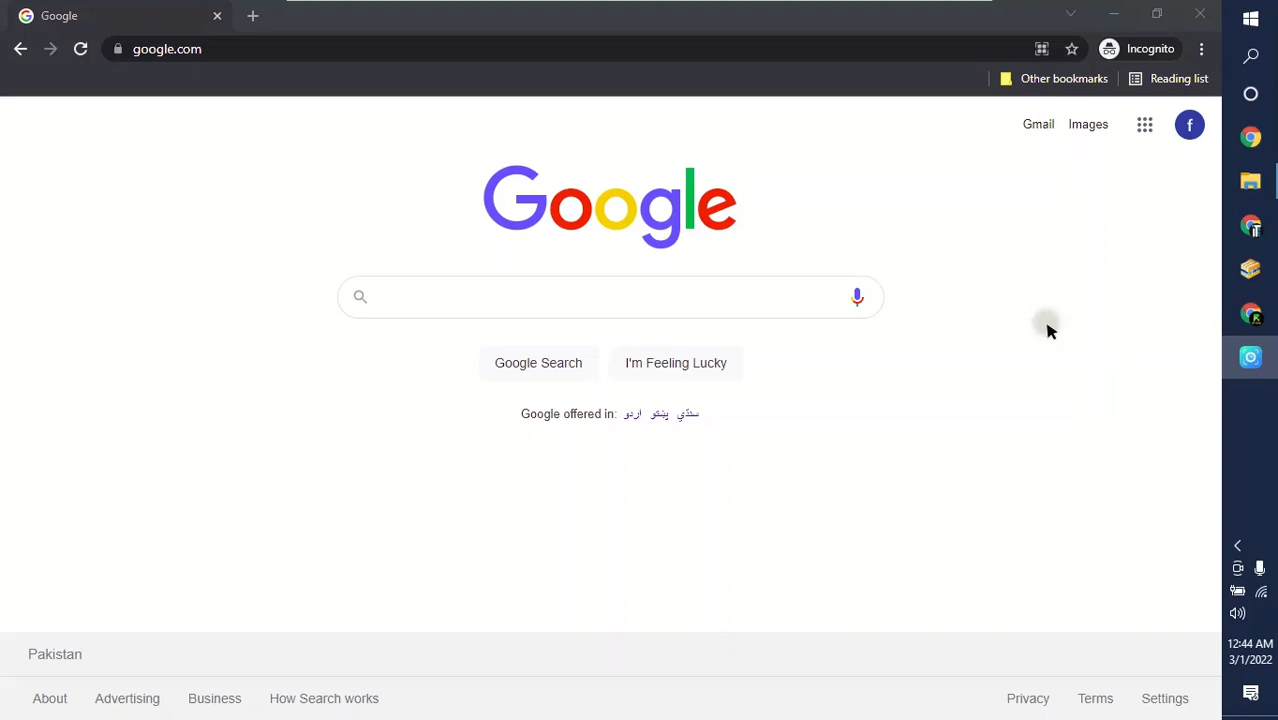 Google
google.com
Incognito
Other bookmarks
Reading list
Gmail
Images
f
Google
Google Search
I'm Feeling Lucky
Google offered in: اردو پښتو سنڌي
Pakistan
About
Advertising
Business
How Search works
Privacy
Terms
Settings
12:44 AM
3/1/2022